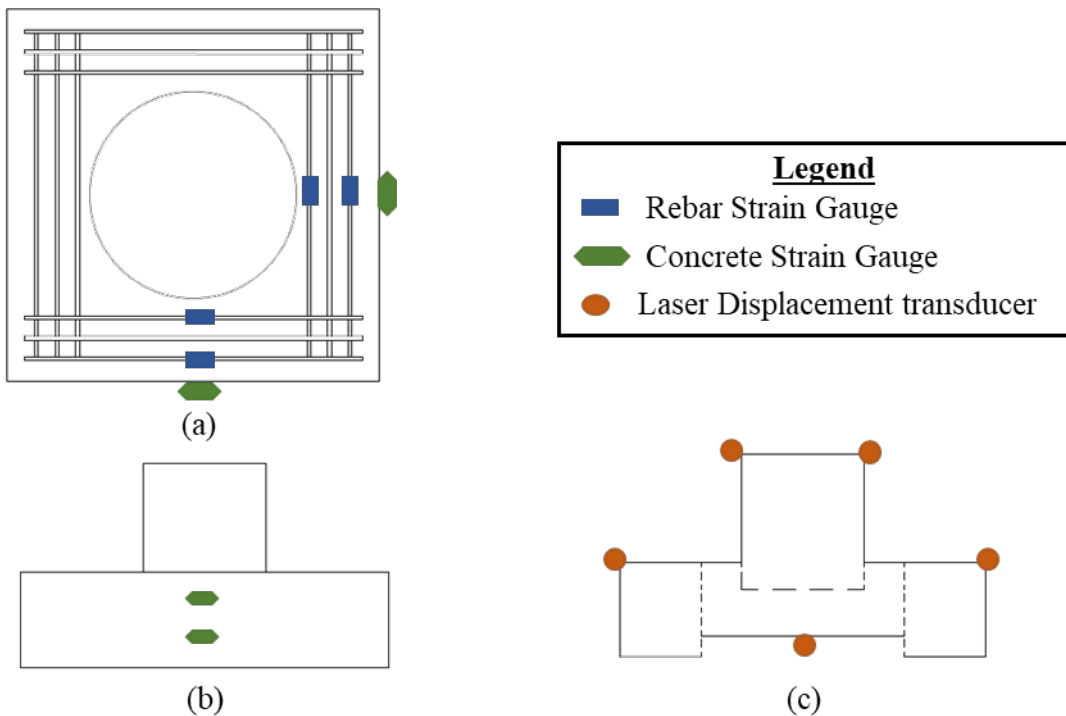 Legend
Rebar Strain Gauge
Concrete Strain Gauge
Laser Displacement transducer
(a)
(b)
(c)